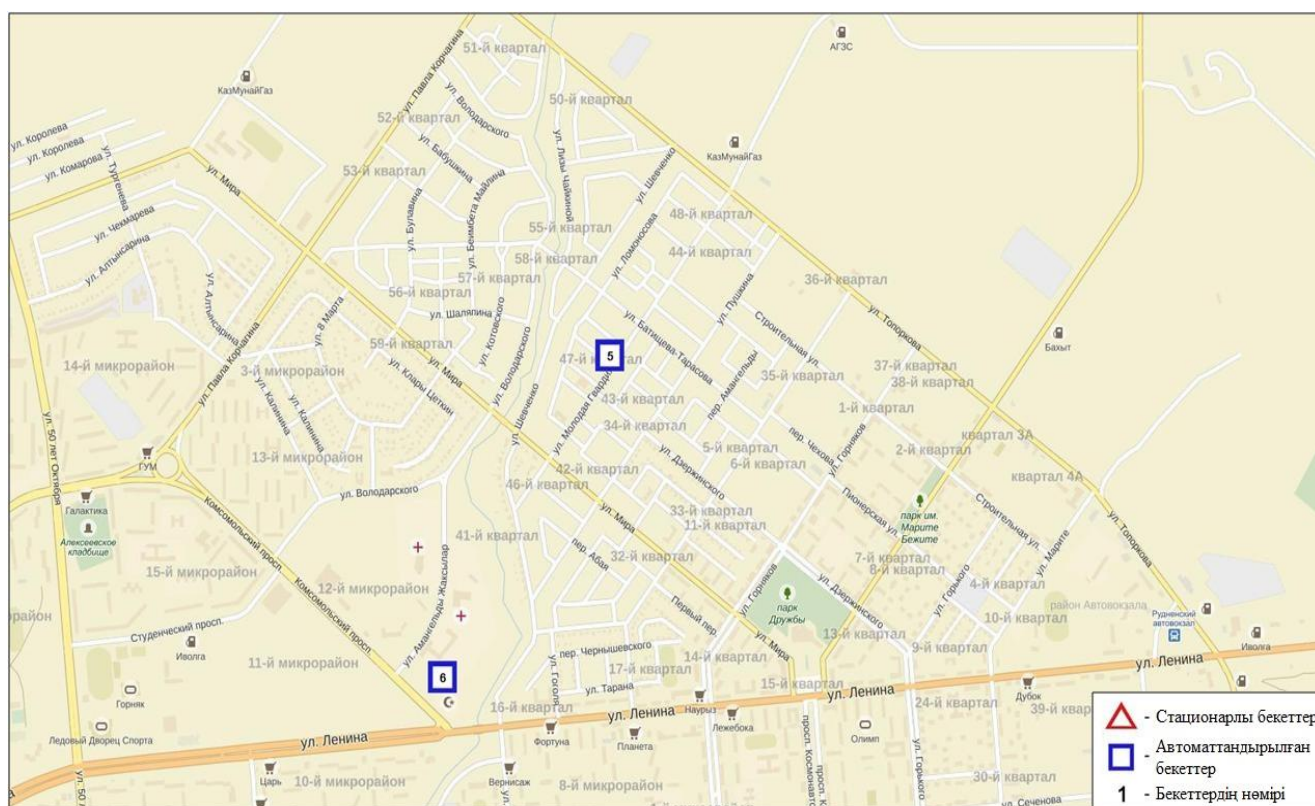 51-й квартал
АГЗС
ул. Павла Корчагина
КазМунайГаз
50-й квартал
ул. Володарского
52-й квартал
ул. Королева
ул. Королева
ул. Комарова
ул. Тургенева
ул. Бабушкина
ул. Лизы Чайкиной
КазМунайГаз
53-й квартал
ул. Мира
ул. Шевченко
ул. Булавина
ул. Беимбета Майлина
ул. Чекмарева
48-й квартал
55-й квартал
ул. Ломоносова
44-й квартал
58-й квартал
ул. Алтынсарина
57-й квартал
36-й квартал
56-й квартал
ул. Пушкина
ул. Алтынсарина
ул. 8 Марта
ул. Шаляпина
ул. Котовского
ул. Батищева-Тарасова
Строительная ул.
ул. Топоркова
Бахыт
59-й квартал
14-й микрорайон
ул. Павла Корчагина
3-й микрорайон
ул. Мира
ул. Володарского
5
47-й квартал
пер. Амангельды
37-й квартал
35-й квартал
38-й квартал
ул. Клары Цеткин
ул. Шевченко
ул. Молодая Гвардия
43-й квартал
1-й квартал
ул. Калинина
ул. Калинина
34-й квартал
ул. 50 лет Октября
13-й микрорайон
5-й квартал
6-й квартал
пер. Чехова
ул. Горняков
2-й квартал
квартал 3А
ГУМ
42-й квартал
46-й квартал
ул. Дзержинского
квартал 4А
ул. Володарского
Галактика
Комсомольский просп.
Пионерская ул.
парк им.
Марите
Бежите
Строительная ул.
ул. Топоркова
33-й квартал
11-й квартал
ул. Мира
Алексеевское
кладбище
41-й квартал
пер. Абая
32-й квартал
7-й квартал
8-й квартал
ул. Марите
15-й микрорайон
12-й микрорайон
ул. Амангельды Жаксылар
Комсомольский просп.
ул. Горняков
парк
Дружбы
ул. Дзержинского
ул. Горького
4-й квартал
10-й квартал
район Автовокзала
Рудненский
автовокзал
Первый пер.
ул. Мира
13-й квартал
Студенческий просп.
Иволга
11-й микрорайон
6
пер. Чернышевского
17-й квартал
14-й квартал
9-й квартал
Иволга
ул. Ленина
ул. Гоголя
ул. Тарана
15-й квартал
Горняк
16-й квартал
ул. Ленина
Наурыз
ул. Ленина
24-й квартал
Дубок
39-й квар
Ледовый Дворец Спорта
ул. Ленина
Фортуна
Планета
Лежебока
просп. Космонавтов
Олимп
ул. Горького
Царь
10-й микрорайон
Вернисаж
8-й микрорайон
30-й квартал
ул. Сеченова
- Стационарлы бекеттер
- Автоматтандырылған
бекеттер
1 - Бекеттердің нөмірі